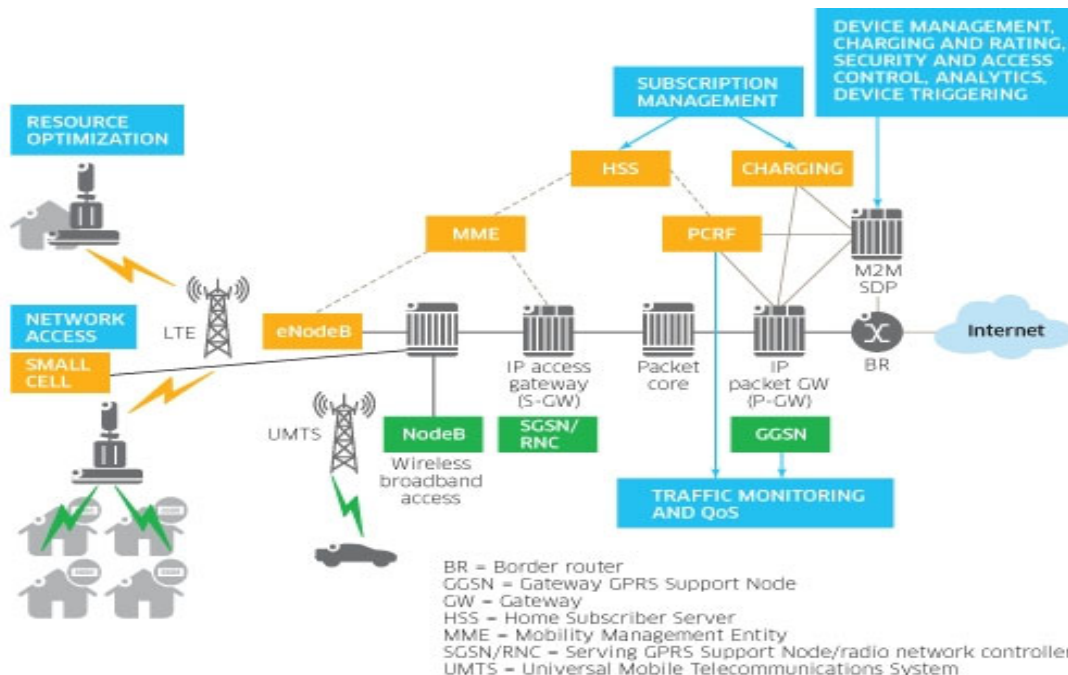 DEVICE MANAGEMENT,
CHARGING AND RATING,
SECURITY AND ACCESS
CONTROL, ANALYTICS,
DEVICE TRIGGERING
SUBSCRIPTION
MANAGEMENT
RESOURCE
OPTIMIZATION
HSS
CHARGING
MME
PCRF
M2M
SDP
NETWORK
ACCESS
LTE
eNodeB
Internet
SMALL
CELL
IP access
gateway
(S-GW)
Packet
core
IP
packet GW
(P-GW)
BR
UMTS
NodeB
SGSN/
RNC
GGSN
Wireless
broadband
access
TRAFFIC MONITORING
AND QoS
BR = Border router
GGSN = Gateway GPRS Support Node
GW = Gateway
HSS = Home Subscriber Server
MME = Mobility Management Entity
SGSN/RNC = Serving GPRS Support Node/radio network controller
UMTS = Universal Mobile Telecommunications System